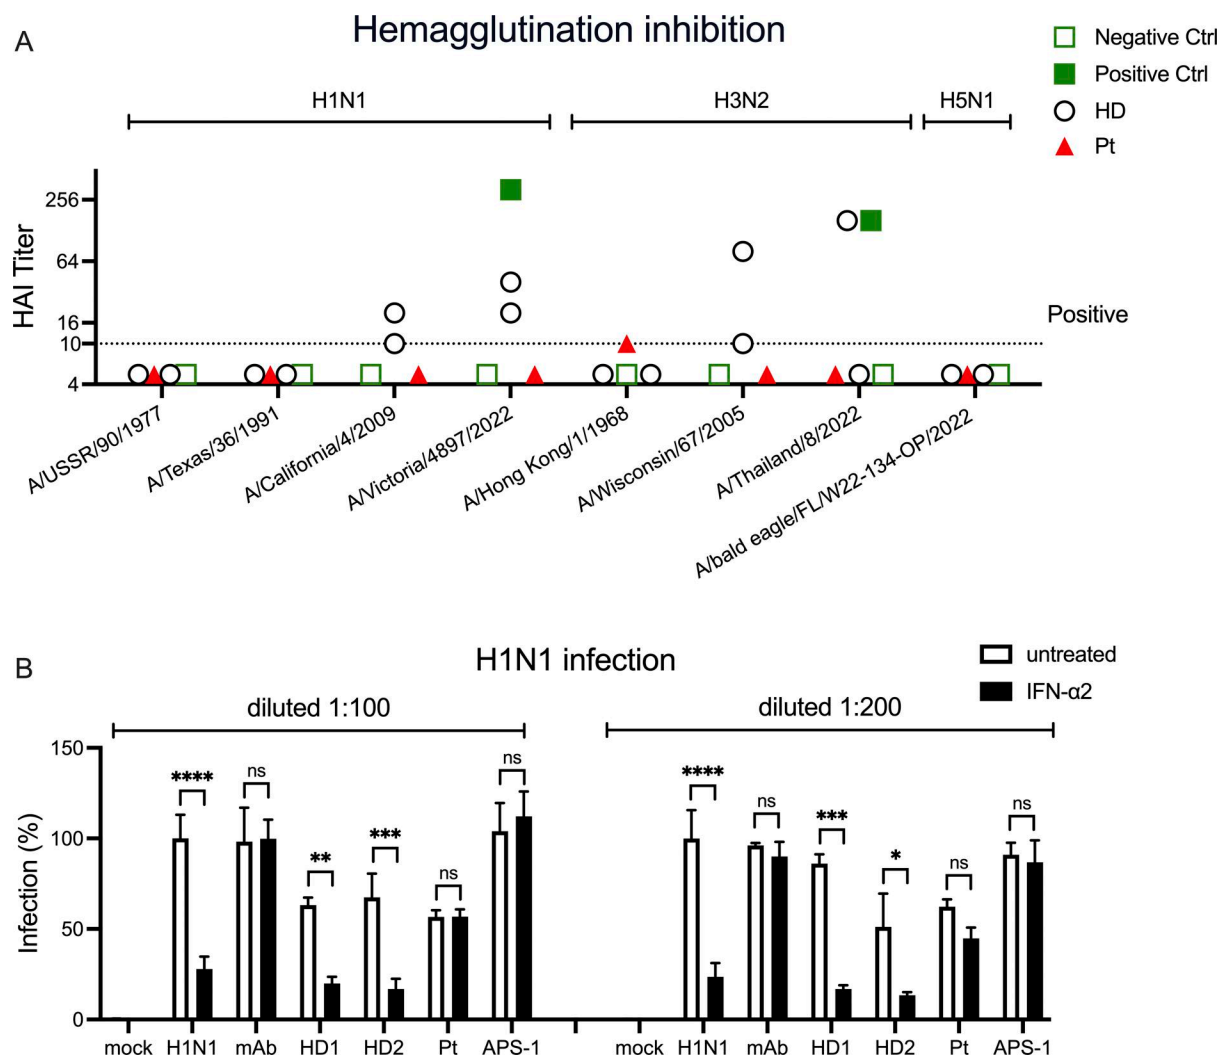 A
Hemagglutination inhibition
Negative Ctrl
Positive Ctrl
HD
Pt
H1N1
H3N2
H5N1
HAI Titer
256
64
16
10
4
Positive
A/USSR/90/1977
A/Texas/36/1991
A/California/4/2009
A/Victoria/4897/2022
A/Hong Kong/1/1968
A/Wisconsin/67/2005
A/Thailand/8/2022
A/bald eagle/FL/W22-134-OP/2022
B
H1N1 infection
untreated
IFN-α2
diluted 1:100
diluted 1:200
Infection (%)
150
100
50
0
**** ns ** *** ns ns
**** ns *** * ns ns
mock H1N1 mAb HD1 HD2 Pt APS-1
mock H1N1 mAb HD1 HD2 Pt APS-1